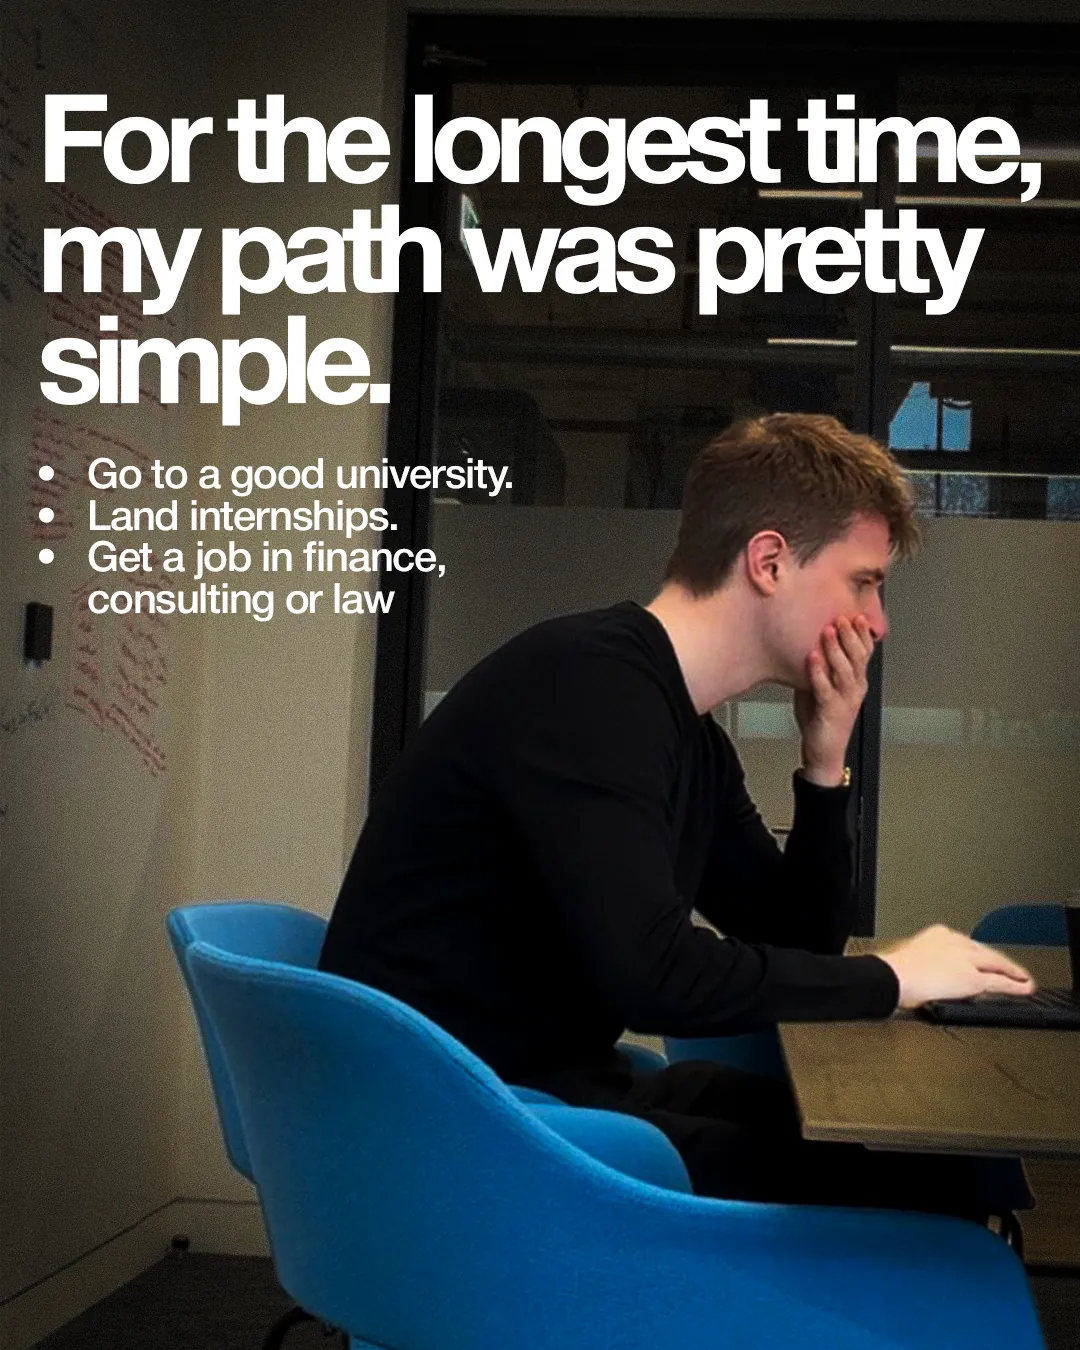 For the longest time,
my path was pretty
simple.
• Go to a good university.
• Land internships.
• Get a job in finance,
consulting or law